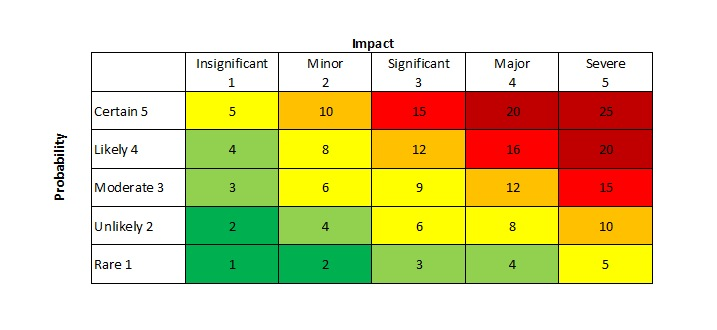 Impact
Insignificant Minor Significant Major Severe
1 2 3 4 5
Probability
Certain 5 5 10 15 20 25
Likely 4 4 8 12 16 20
Moderate 3 3 6 9 12 15
Unlikely 2 2 4 6 8 10
Rare 1 1 2 3 4 5